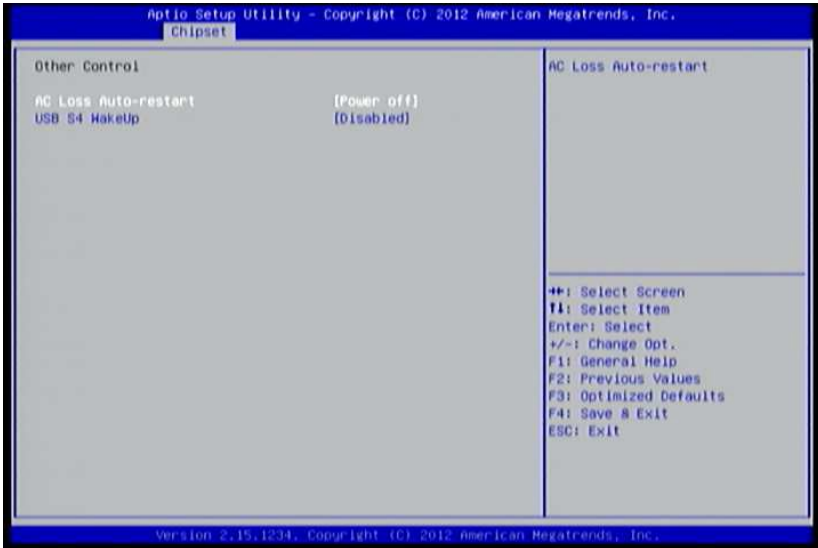 Aptio Setup Utility - Copyright (C) 2012 American Megatrends, Inc.
Chipset
Other Control
AC Loss Auto-restart [Power off]
USB S4 WakeUp [Disabled]
AC Loss Auto-restart
→←: Select Screen
↑↓: Select Item
Enter: Select
+/-: Change Opt.
F1: General Help
F2: Previous Values
F3: Optimized Defaults
F4: Save & Exit
ESC: Exit
Version 2.15.1234. Copyright (C) 2012 American Megatrends, Inc.